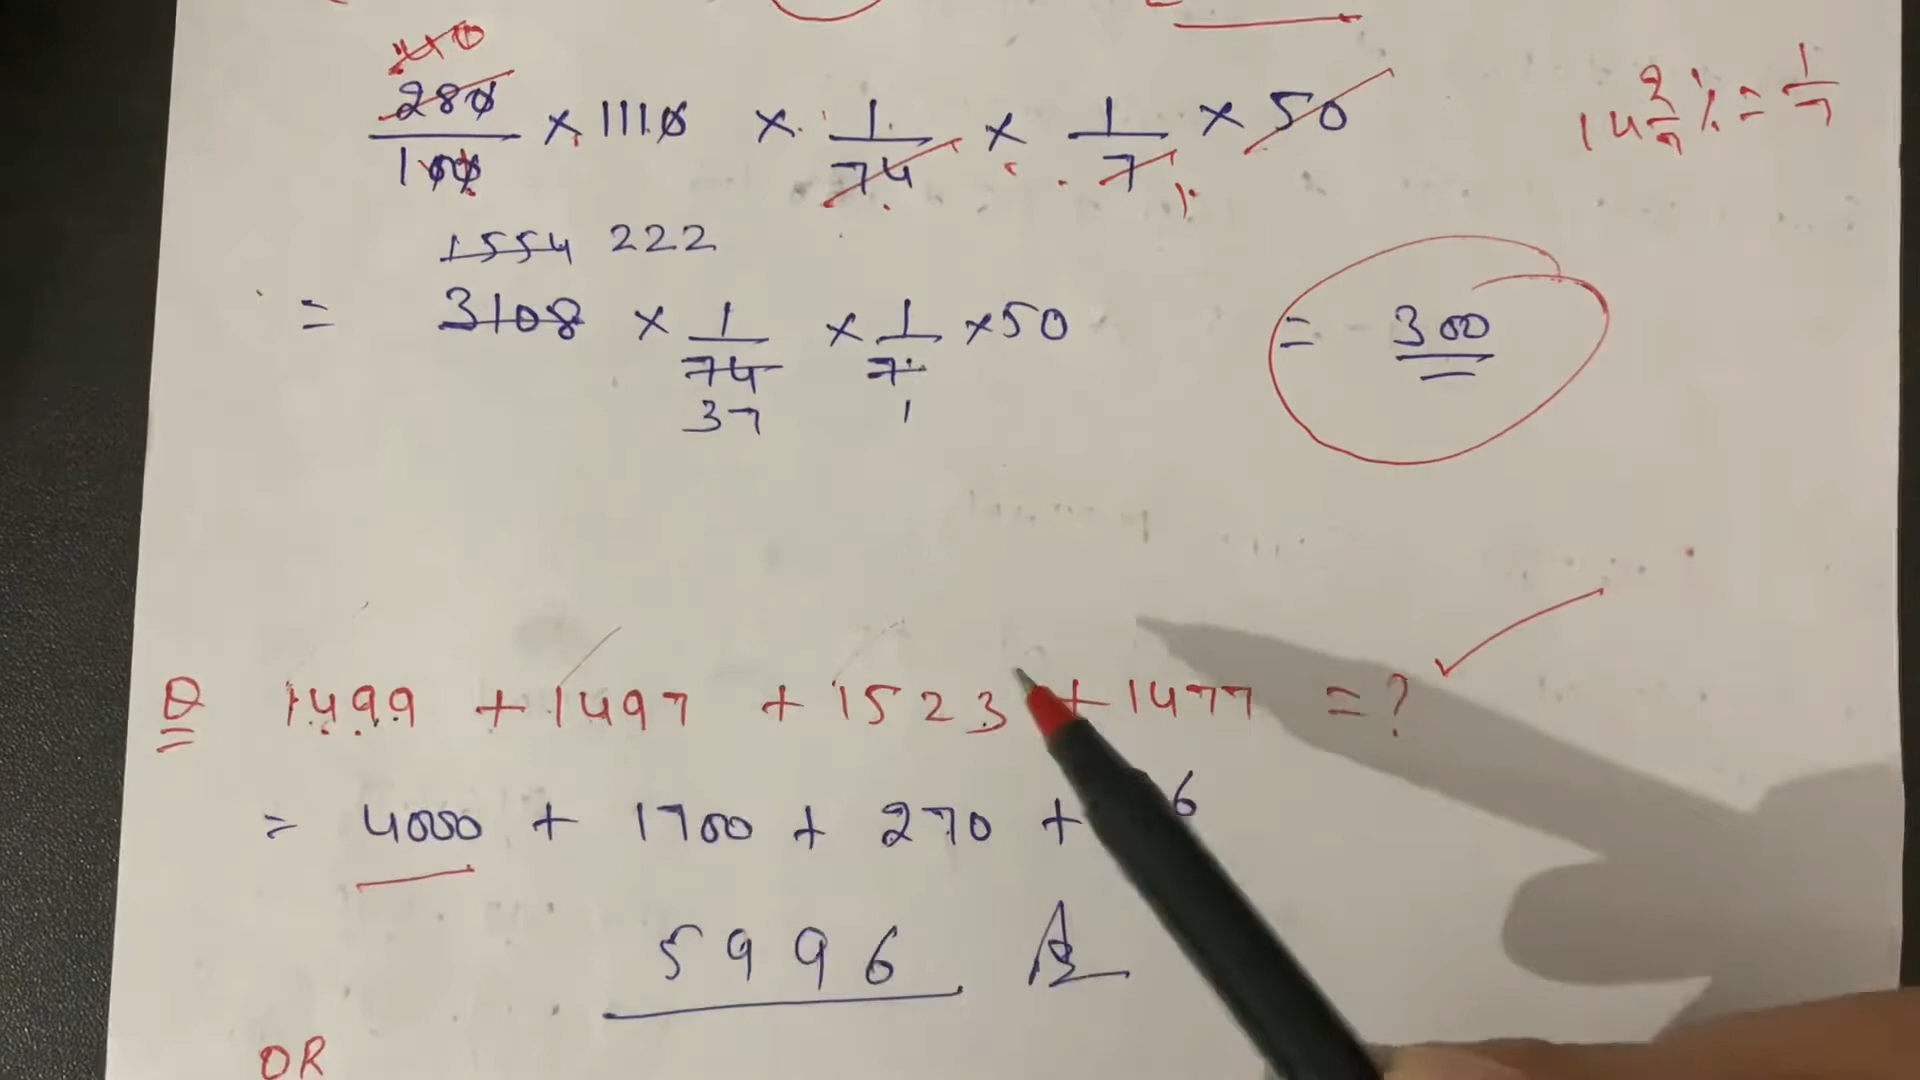 40
280/100 × 1110 × 1/74 × 1/7 × 50
14 2/7 % = 1/7
1554 222
= 3108 × 1/74 × 1/7 × 50 = 300
37 1
Q 1499 + 1497 + 1523 + 1477 = ?
= 4000 + 1700 + 270 + 6
5996
OR